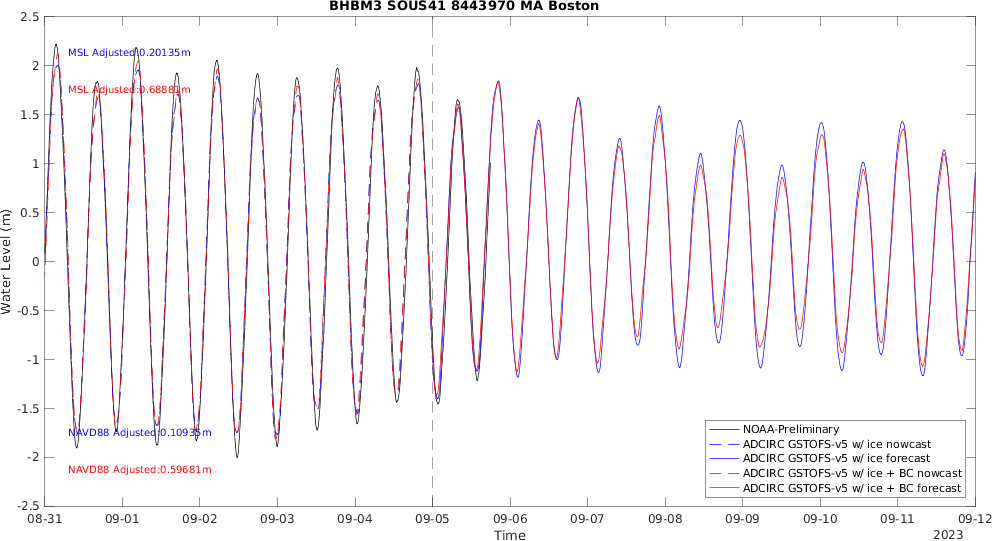 BHBM3 SOUS41 8443970 MA Boston
2.5
2
1.5
1
0.5
0
-0.5
-1
-1.5
-2
-2.5
Water Level (m)
MSL Adjusted:0.20135m
MSL Adjusted:0.68881m
NAVD88 Adjusted:0.10935m
NAVD88 Adjusted:0.59681m
NOAA-Preliminary
ADCIRC GSTOFS-v5 w/ ice nowcast
ADCIRC GSTOFS-v5 w/ ice forecast
ADCIRC GSTOFS-v5 w/ ice + BC nowcast
ADCIRC GSTOFS-v5 w/ ice + BC forecast
08-31 09-01 09-02 09-03 09-04 09-05 09-06 09-07 09-08 09-09 09-10 09-11 09-12
Time
2023